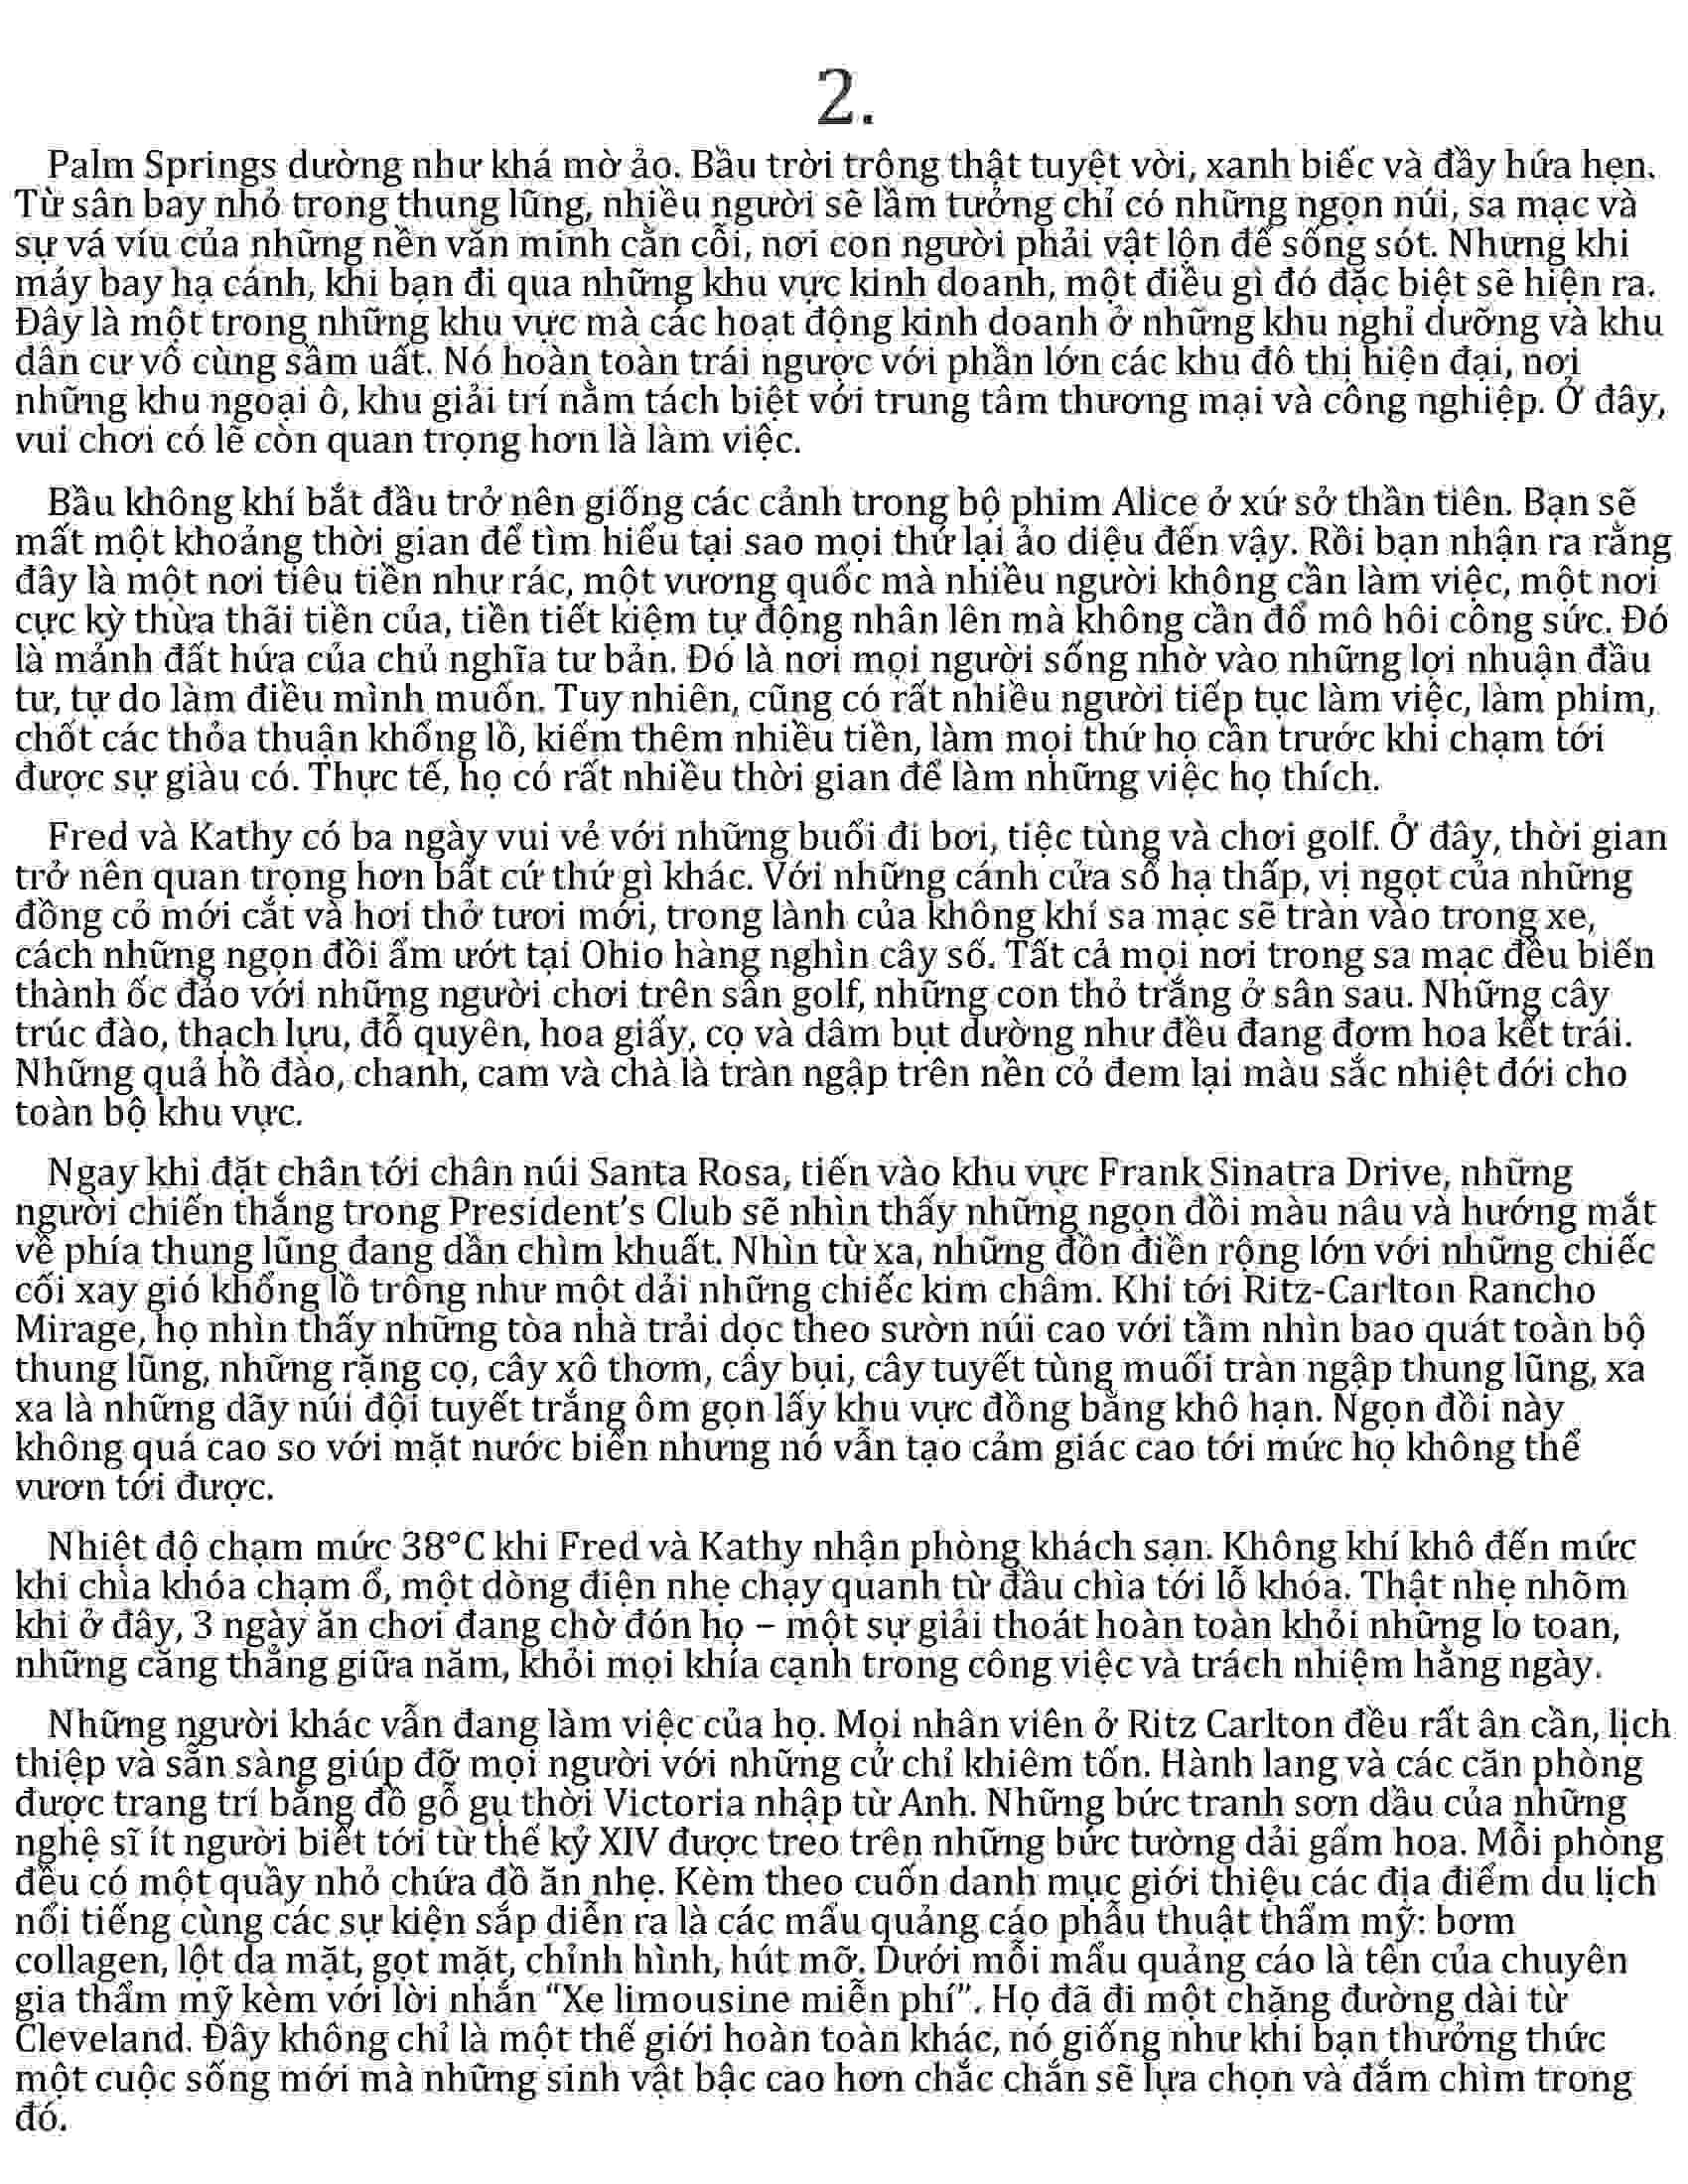 2.
Palm Springs dường như khá mờ ảo. Bầu trời trông thật tuyệt vời, xanh biếc và đầy hứa hẹn.
Từ sân bay nhỏ trong thung lũng, nhiều người sẽ lầm tưởng chỉ có những ngọn núi, sa mạc và
sự vá víu của những nền văn minh cằn cỗi, nơi con người phải vật lộn để sống sót. Nhưng khi
máy bay hạ cánh, khi bạn đi qua những khu vực kinh doanh, một điều gì đó đặc biệt sẽ hiện ra.
Đây là một trong những khu vực mà các hoạt động kinh doanh ở những khu nghỉ dưỡng và khu
dân cư vô cùng sầm uất. Nó hoàn toàn trái ngược với phần lớn các khu đô thị hiện đại, nơi
những khu ngoại ô, khu giải trí nằm tách biệt với trung tâm thương mại và công nghiệp. Ở đây,
vui chơi có lẽ còn quan trọng hơn là làm việc.
Bầu không khí bắt đầu trở nên giống các cảnh trong bộ phim Alice ở xứ sở thần tiên. Bạn sẽ
mất một khoảng thời gian để tìm hiểu tại sao mọi thứ lại ảo diệu đến vậy. Rồi bạn nhận ra rằng
đây là một nơi tiêu tiền như rác, một vương quốc mà nhiều người không cần làm việc, một nơi
cực kỳ thừa thãi tiền của, tiền tiết kiệm tự động nhân lên mà không cần đổ mô hôi công sức. Đó
là mảnh đất hứa của chủ nghĩa tư bản. Đó là nơi mọi người sống nhờ vào những lợi nhuận đầu
tư, tự do làm điều mình muốn. Tuy nhiên, cũng có rất nhiều người tiếp tục làm việc, làm phim,
chốt các thỏa thuận khổng lồ, kiếm thêm nhiều tiền, làm mọi thứ họ cần trước khi chạm tới
được sự giàu có. Thực tế, họ có rất nhiều thời gian để làm những việc họ thích.
Fred và Kathy có ba ngày vui vẻ với những buổi đi bơi, tiệc tùng và chơi golf. Ở đây, thời gian
trở nên quan trọng hơn bất cứ thứ gì khác. Với những cánh cửa sổ hạ thấp, vị ngọt của những
đồng cỏ mới cắt và hơi thở tươi mới, trong lành của không khí sa mạc sẽ tràn vào trong xe,
cách những ngọn đồi ẩm ướt tại Ohio hàng nghìn cây số. Tất cả mọi nơi trong sa mạc đều biến
thành ốc đảo với những người chơi trên sân golf, những con thỏ trắng ở sân sau. Những cây
trúc đào, thạch lựu, đỗ quyên, hoa giấy, cọ và dâm bụt dường như đều đang đơm hoa kết trái.
Những quả hồ đào, chanh, cam và chà là tràn ngập trên nền cỏ đem lại màu sắc nhiệt đới cho
toàn bộ khu vực.
Ngay khi đặt chân tới chân núi Santa Rosa, tiến vào khu vực Frank Sinatra Drive, những
người chiến thắng trong President’s Club sẽ nhìn thấy những ngọn đồi màu nâu và hướng mắt
về phía thung lũng đang dần chìm khuất. Nhìn từ xa, những đồn điền rộng lớn với những chiếc
cối xay gió khổng lồ trông như một dải những chiếc kim châm. Khi tới Ritz-Carlton Rancho
Mirage, họ nhìn thấy những tòa nhà trải dọc theo sườn núi cao với tầm nhìn bao quát toàn bộ
thung lũng, những rặng cọ, cây xô thơm, cây bụi, cây tuyết tùng muối tràn ngập thung lũng, xa
xa là những dãy núi đội tuyết trắng ôm gọn lấy khu vực đồng bằng khô hạn. Ngọn đồi này
không quá cao so với mặt nước biển nhưng nó vẫn tạo cảm giác cao tới mức họ không thể
vươn tới được.
Nhiệt độ chạm mức 38°C khi Fred và Kathy nhận phòng khách sạn. Không khí khô đến mức
khi chìa khóa chạm ổ, một dòng điện nhẹ chạy quanh từ đầu chìa tới lỗ khóa. Thật nhẹ nhõm
khi ở đây, 3 ngày ăn chơi đang chờ đón họ – một sự giải thoát hoàn toàn khỏi những lo toan,
những căng thẳng giữa năm, khỏi mọi khía cạnh trong công việc và trách nhiệm hằng ngày.
Những người khác vẫn đang làm việc của họ. Mọi nhân viên ở Ritz Carlton đều rất ân cần, lịch
thiệp và sẵn sàng giúp đỡ mọi người với những cử chỉ khiêm tốn. Hành lang và các căn phòng
được trang trí bằng đồ gỗ gụ thời Victoria nhập từ Anh. Những bức tranh sơn dầu của những
nghệ sĩ ít người biết tới từ thế kỷ XIV được treo trên những bức tường dải gấm hoa. Mỗi phòng
đều có một quầy nhỏ chứa đồ ăn nhẹ. Kèm theo cuốn danh mục giới thiệu các địa điểm du lịch
nổi tiếng cùng các sự kiện sắp diễn ra là các mẩu quảng cáo phẫu thuật thẩm mỹ: bơm
collagen, lột da mặt, gọt mặt, chỉnh hình, hút mỡ. Dưới mỗi mẩu quảng cáo là tên của chuyên
gia thẩm mỹ kèm với lời nhắn “Xe limousine miễn phí”. Họ đã đi một chặng đường dài từ
Cleveland. Đây không chỉ là một thế giới hoàn toàn khác, nó giống như khi bạn thưởng thức
một cuộc sống mới mà những sinh vật bậc cao hơn chắc chắn sẽ lựa chọn và đắm chìm trong
đó.